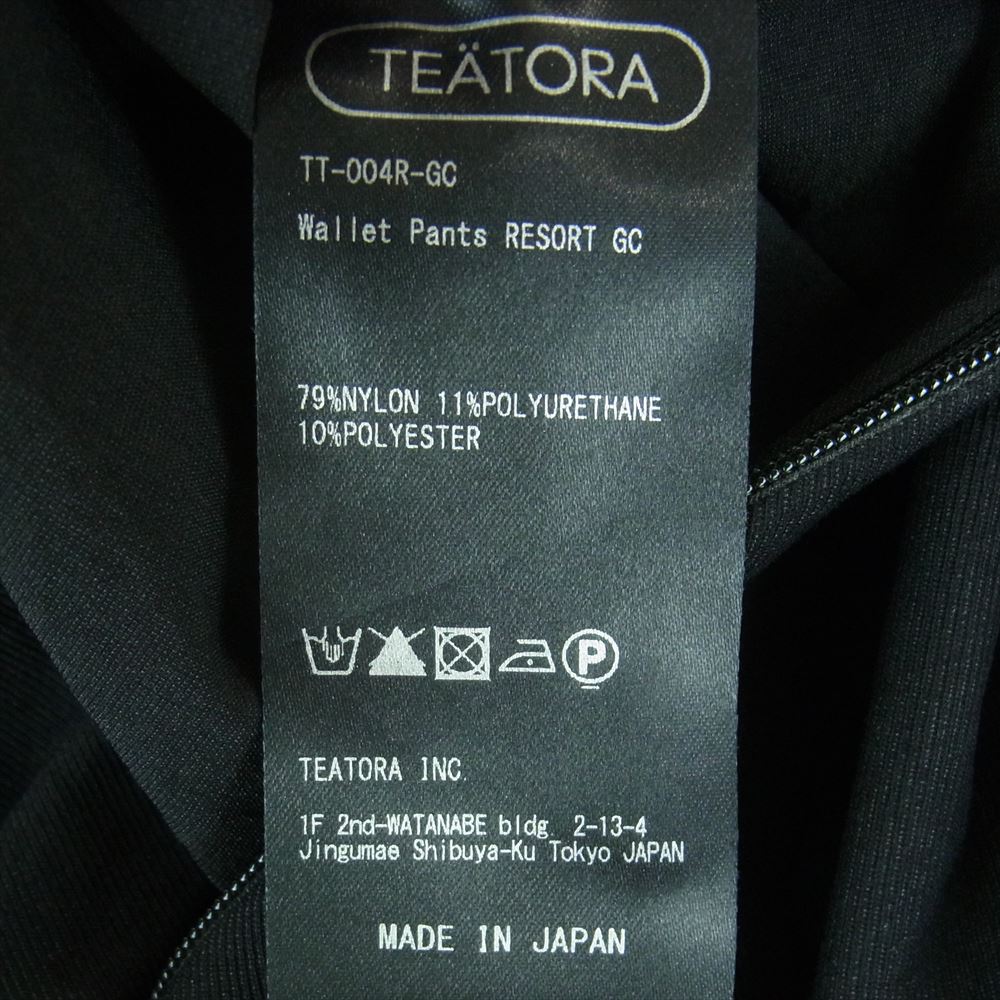 TEÄTORA
TT-004R-GC
Wallet Pants RESORT GC
79%NYLON 11%POLYURETHANE
10%POLYESTER
P
TEATORA INC.
1F 2nd-WATANABE bldg 2-13-4
Jingumae Shibuya-Ku Tokyo JAPAN
MADE IN JAPAN